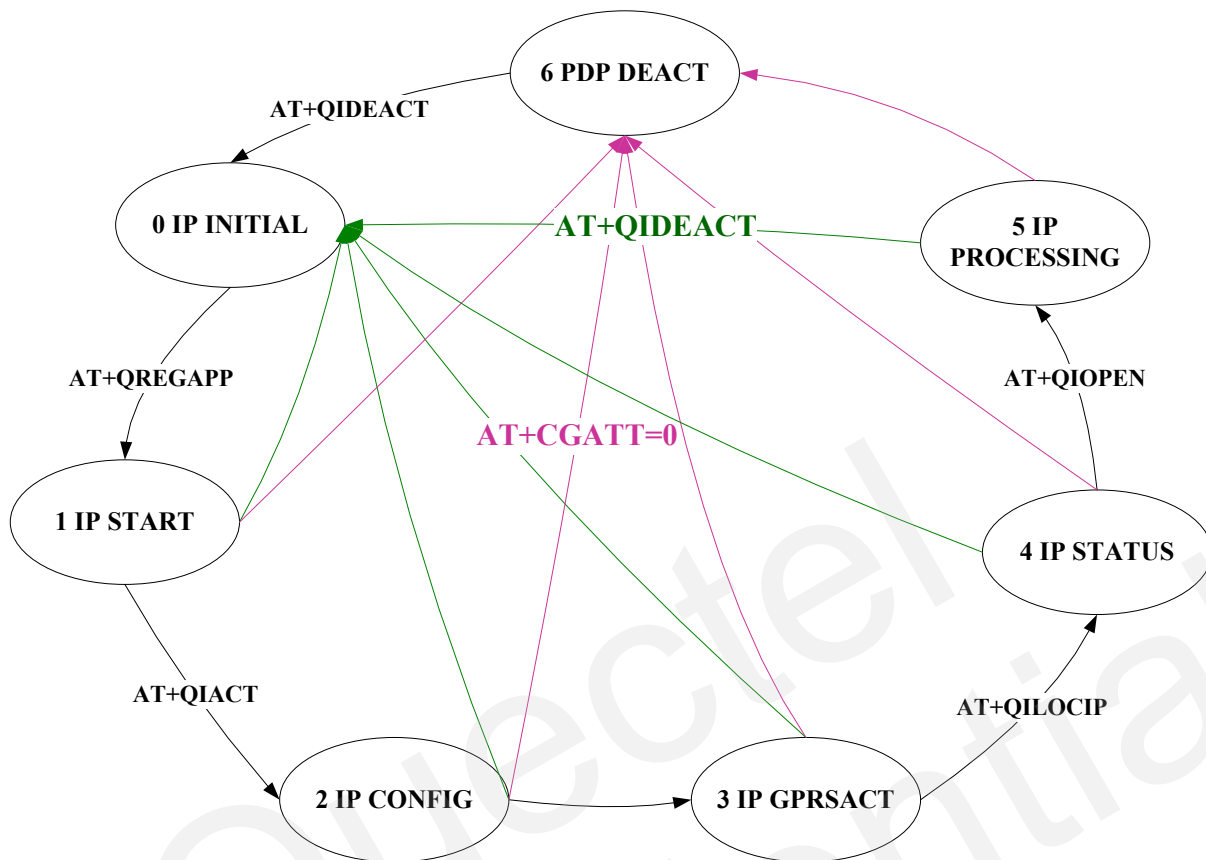 6 PDP DEACT
AT+QIDEACT
0 IP INITIAL
AT+QIDEACT
5 IP
PROCESSING
AT+QREGAPP
AT+QIOPEN
AT+CGATT=0
1 IP START
4 IP STATUS
AT+QIACT
AT+QILOCIP
2 IP CONFIG
3 IP GPRSACT
Quectel